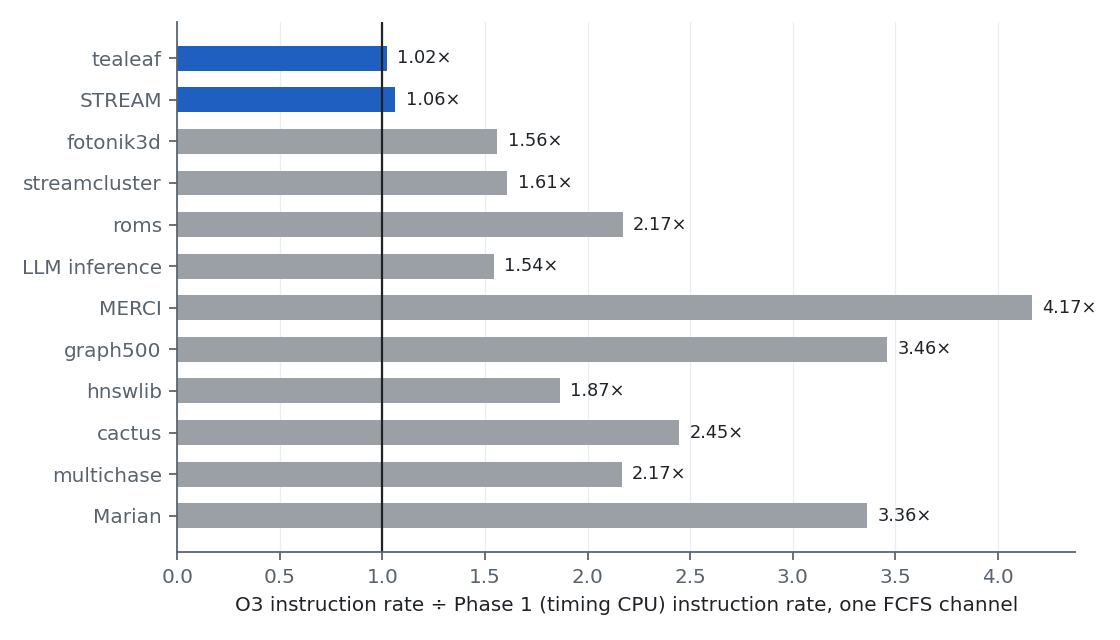 tealeaf 1.02×
STREAM 1.06×
fotonik3d 1.56×
streamcluster 1.61×
roms 2.17×
LLM inference 1.54×
MERCI 4.17×
graph500 3.46×
hnswlib 1.87×
cactus 2.45×
multichase 2.17×
Marian 3.36×
0.0 0.5 1.0 1.5 2.0 2.5 3.0 3.5 4.0
O3 instruction rate ÷ Phase 1 (timing CPU) instruction rate, one FCFS channel